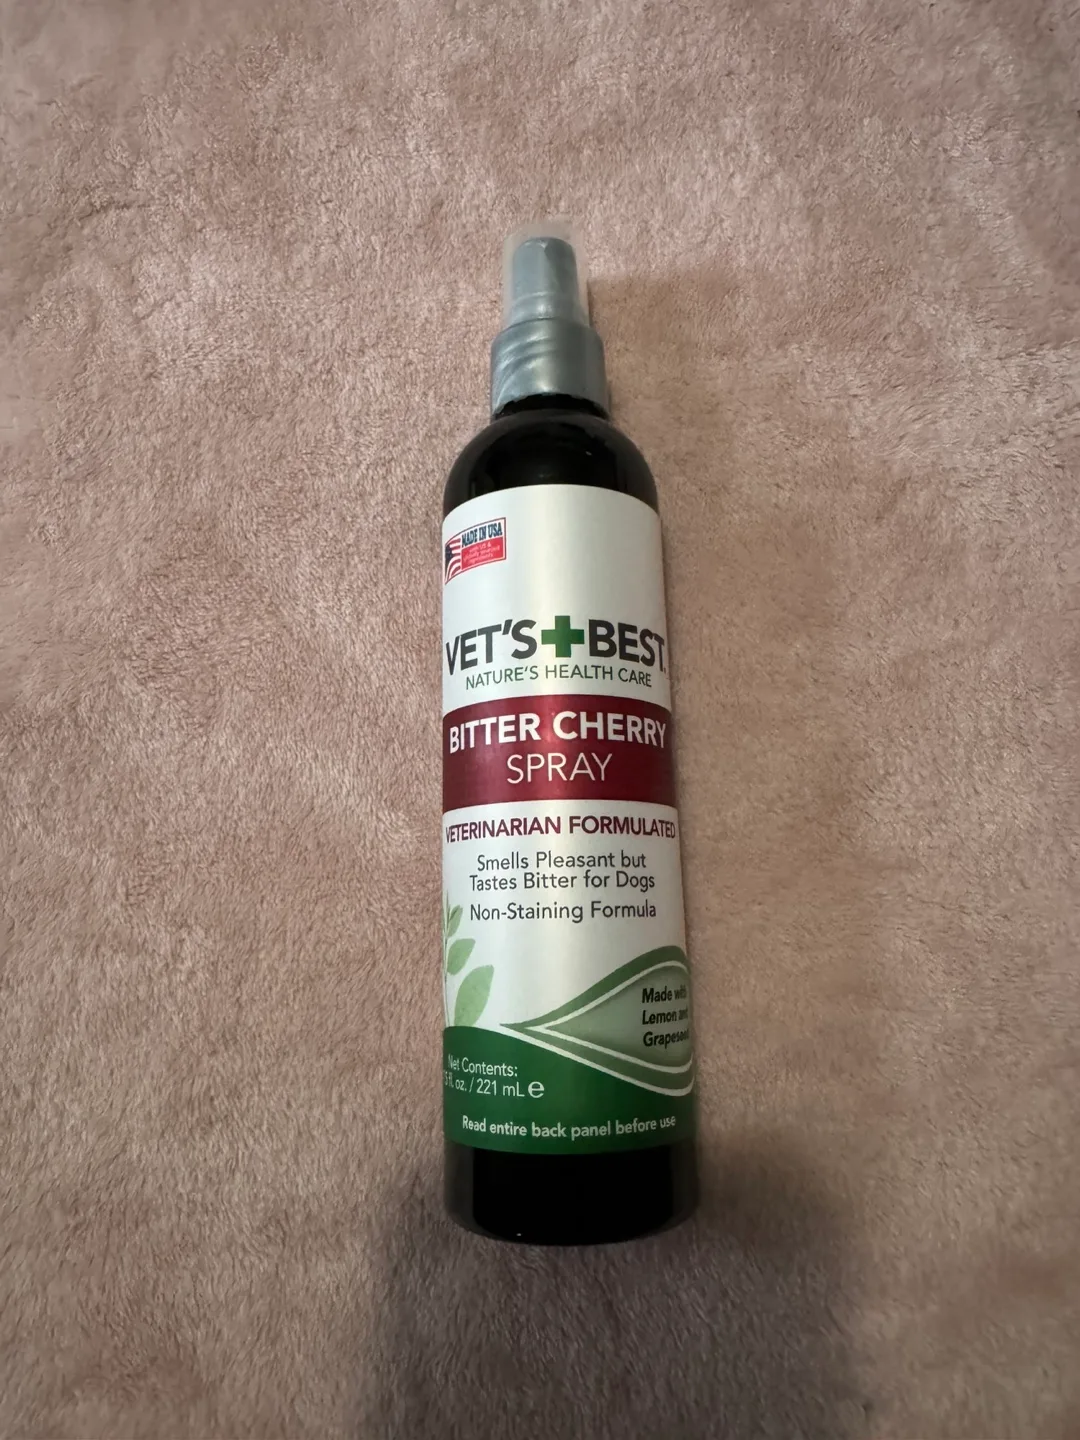 MADE IN USA
VET'S BEST
NATURE'S HEALTH CARE
BITTER CHERRY
SPRAY
VETERINARIAN FORMULATED
Smells Pleasant but
Tastes Bitter for Dogs
Non-Staining Formula
Made with
Lemon and
Net Contents:
fl. oz. / 221 mL e
Read entire back panel before use